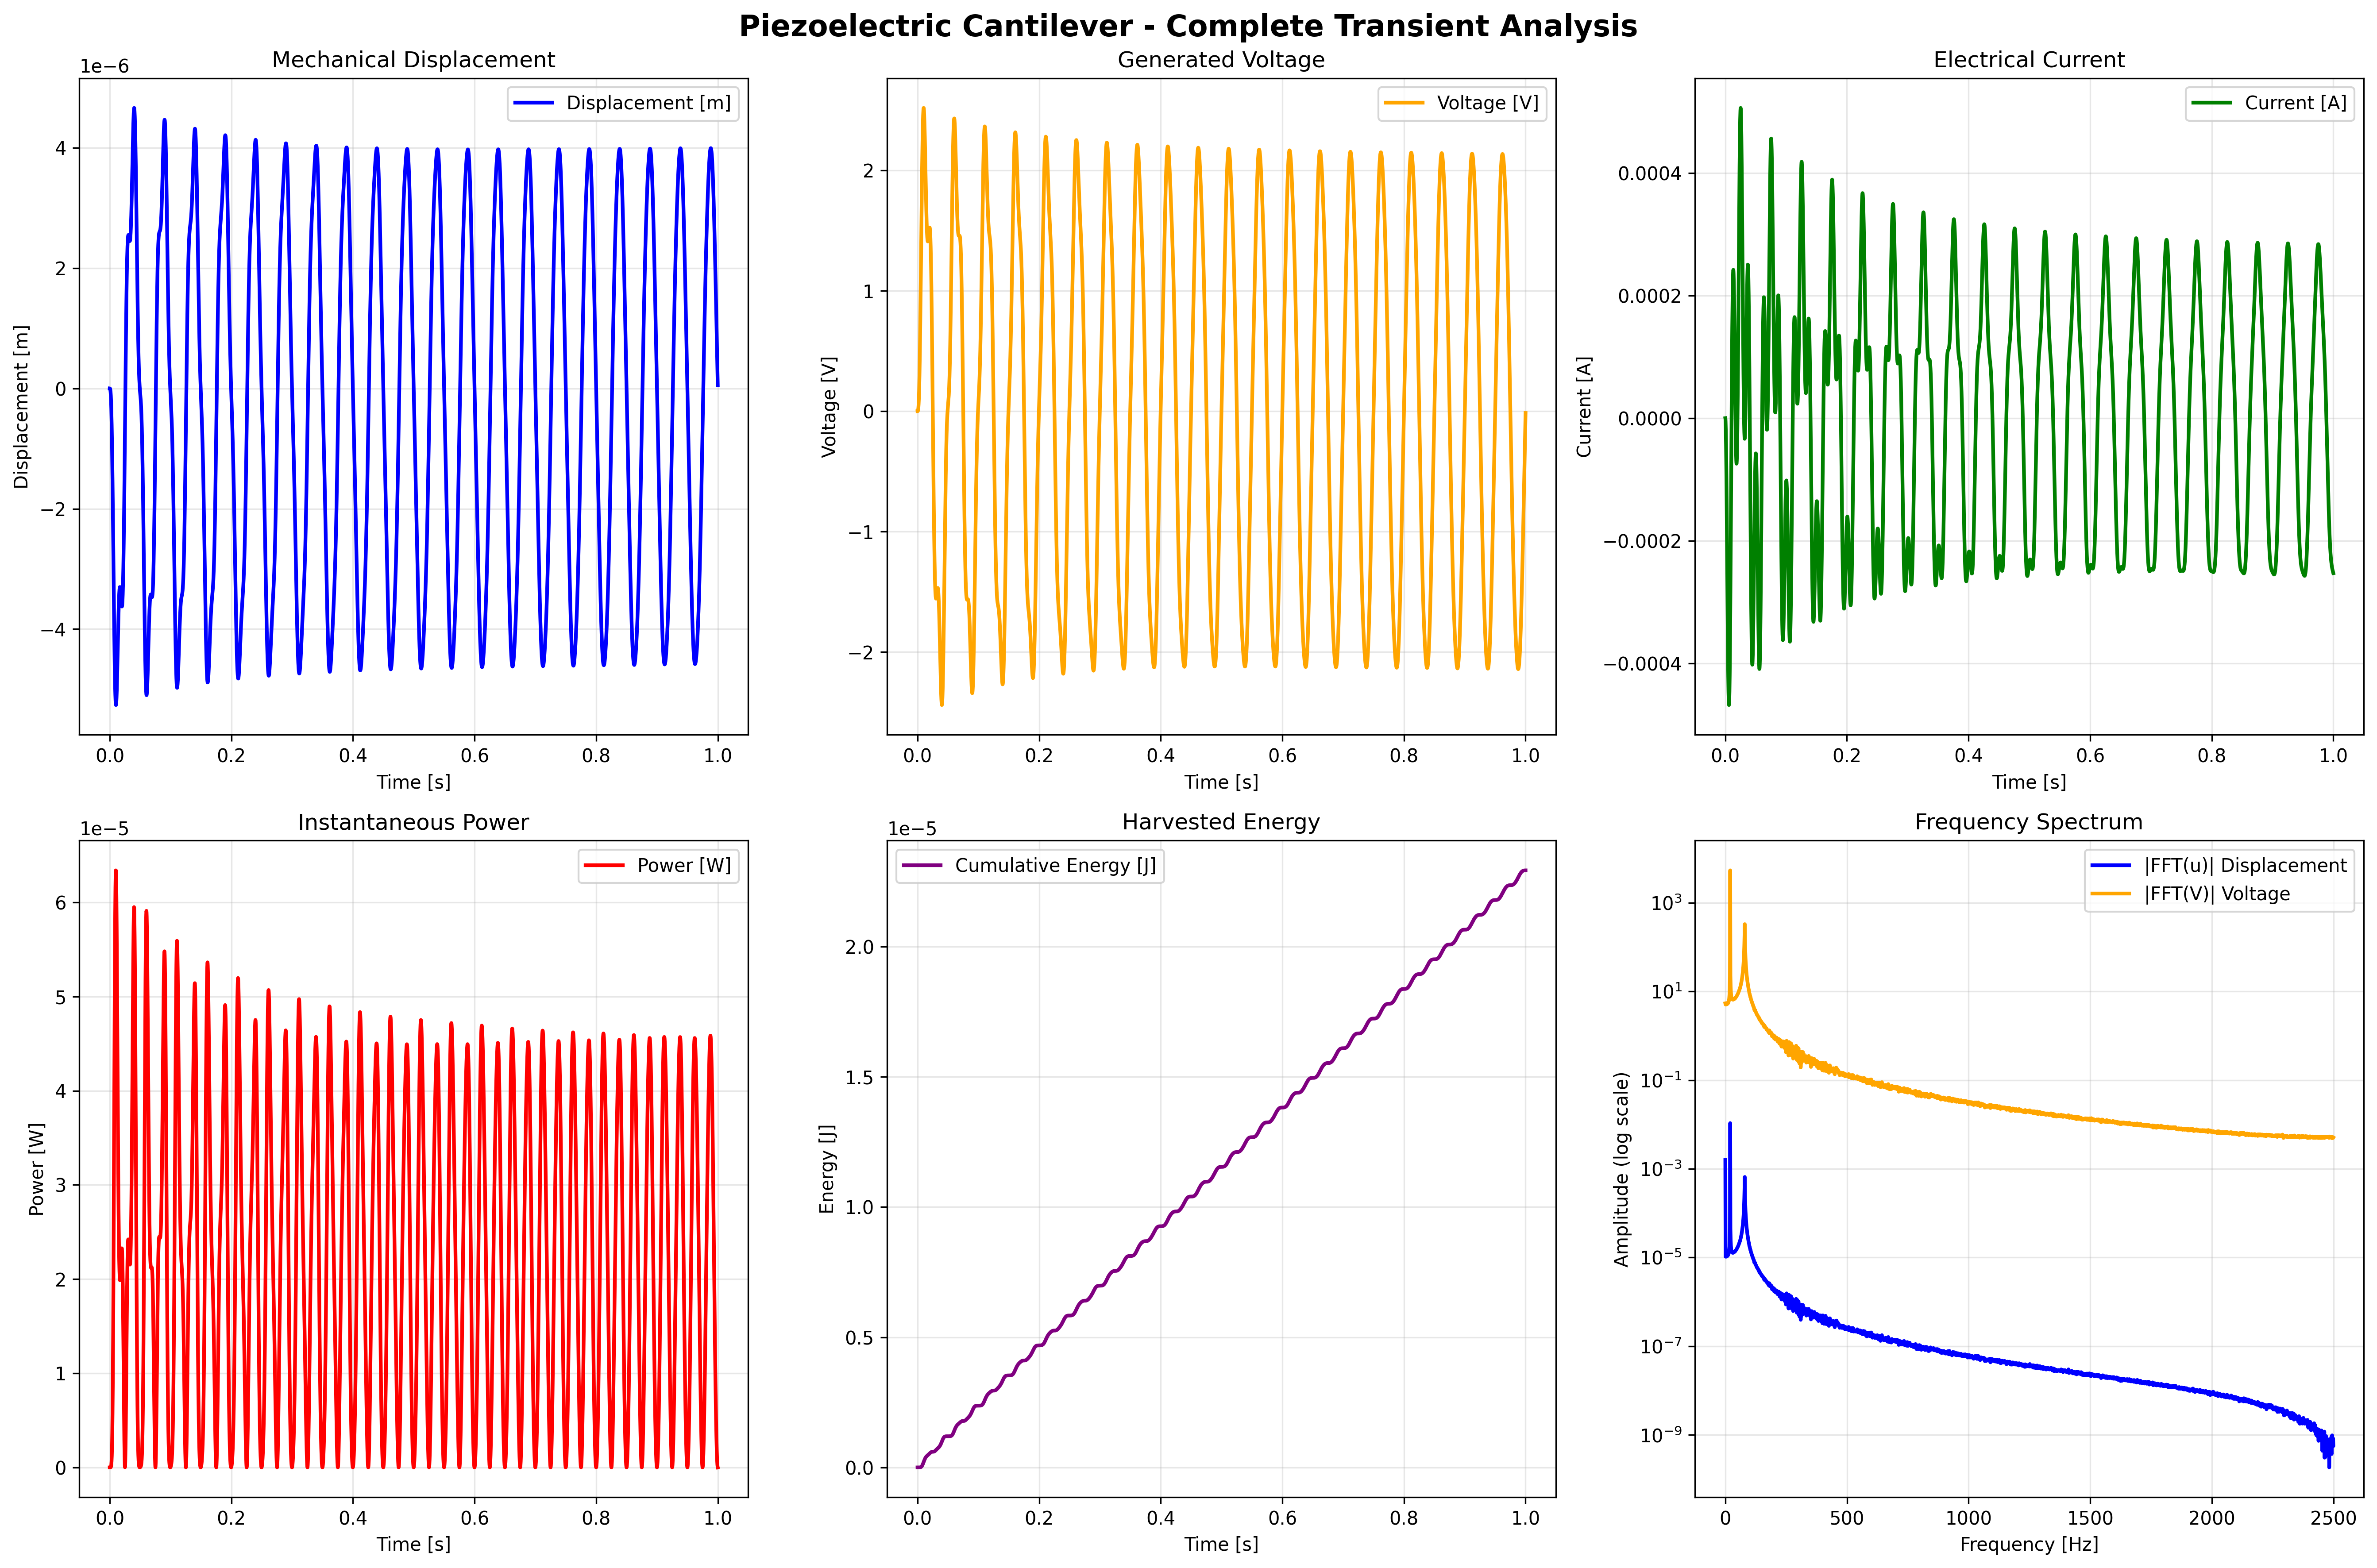 Piezoelectric Cantilever - Complete Transient Analysis
Mechanical Displacement
1e−6
Displacement [m]
4
2
0
−2
−4
Displacement [m]
0.0 0.2 0.4 0.6 0.8 1.0
Time [s]
Generated Voltage
Voltage [V]
2
1
0
−1
−2
Voltage [V]
0.0 0.2 0.4 0.6 0.8 1.0
Time [s]
Electrical Current
Current [A]
0.0004
0.0002
0.0000
−0.0002
−0.0004
Current [A]
0.0 0.2 0.4 0.6 0.8 1.0
Time [s]
Instantaneous Power
1e−5
Power [W]
6
5
4
3
2
1
0
Power [W]
0.0 0.2 0.4 0.6 0.8 1.0
Time [s]
Harvested Energy
1e−5
Cumulative Energy [J]
2.0
1.5
1.0
0.5
0.0
Energy [J]
0.0 0.2 0.4 0.6 0.8 1.0
Time [s]
Frequency Spectrum
|FFT(u)| Displacement
|FFT(V)| Voltage
10³
10¹
10⁻¹
10⁻³
10⁻⁵
10⁻⁷
10⁻⁹
Amplitude (log scale)
0 500 1000 1500 2000 2500
Frequency [Hz]